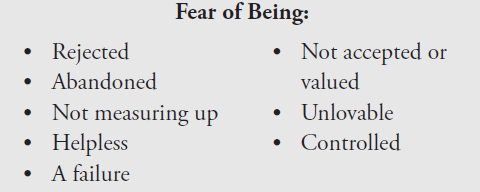 Fear of Being:
• Rejected
• Abandoned
• Not measuring up
• Helpless
• A failure
• Not accepted or
valued
• Unlovable
• Controlled